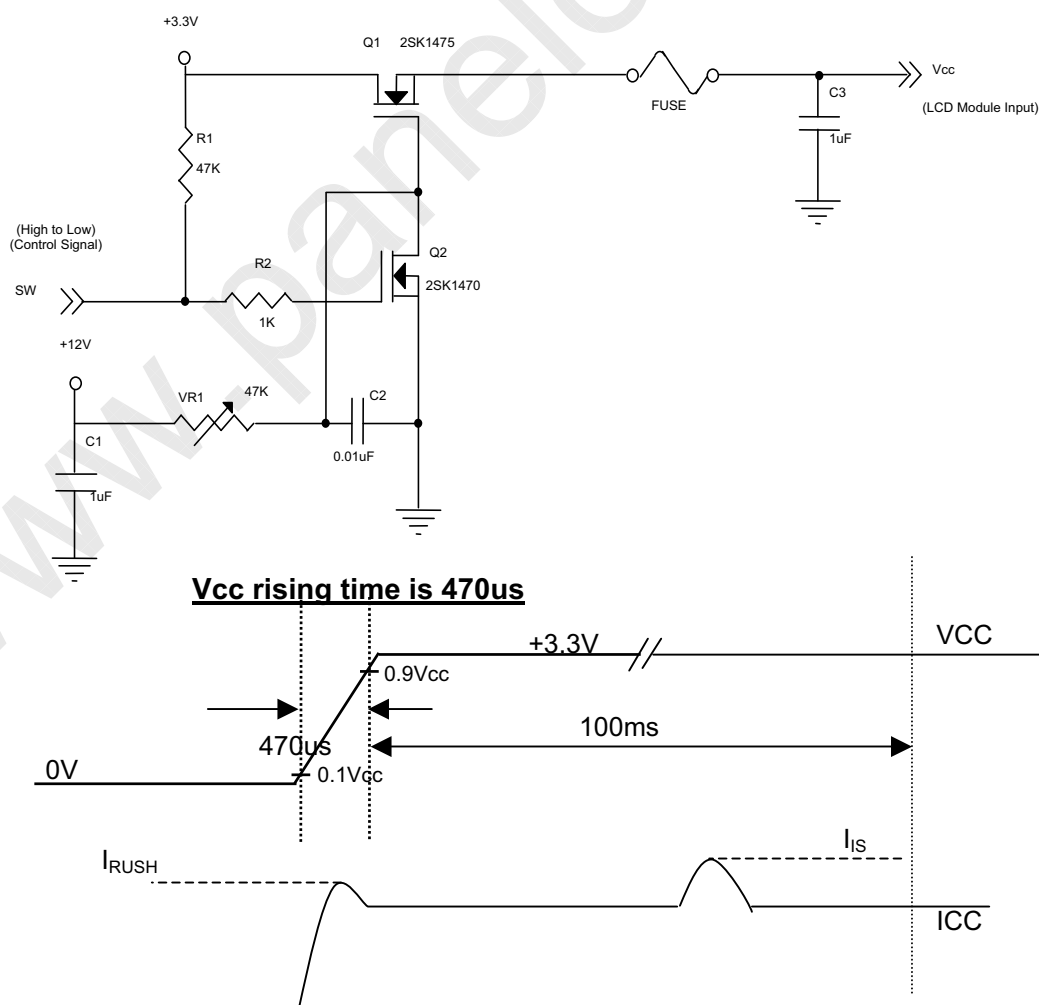 +3.3V
Q1 2SK1475
FUSE
C3
1uF
Vcc
(LCD Module Input)
R1
47K
(High to Low)
(Control Signal)
SW
R2
1K
Q2
2SK1470
+12V
VR1
47K
C2
0.01uF
C1
1uF
Vcc rising time is 470us
+3.3V
VCC
0.9Vcc
470us
100ms
0V
0.1Vcc
IRUSH
IIS
ICC
www.panelo